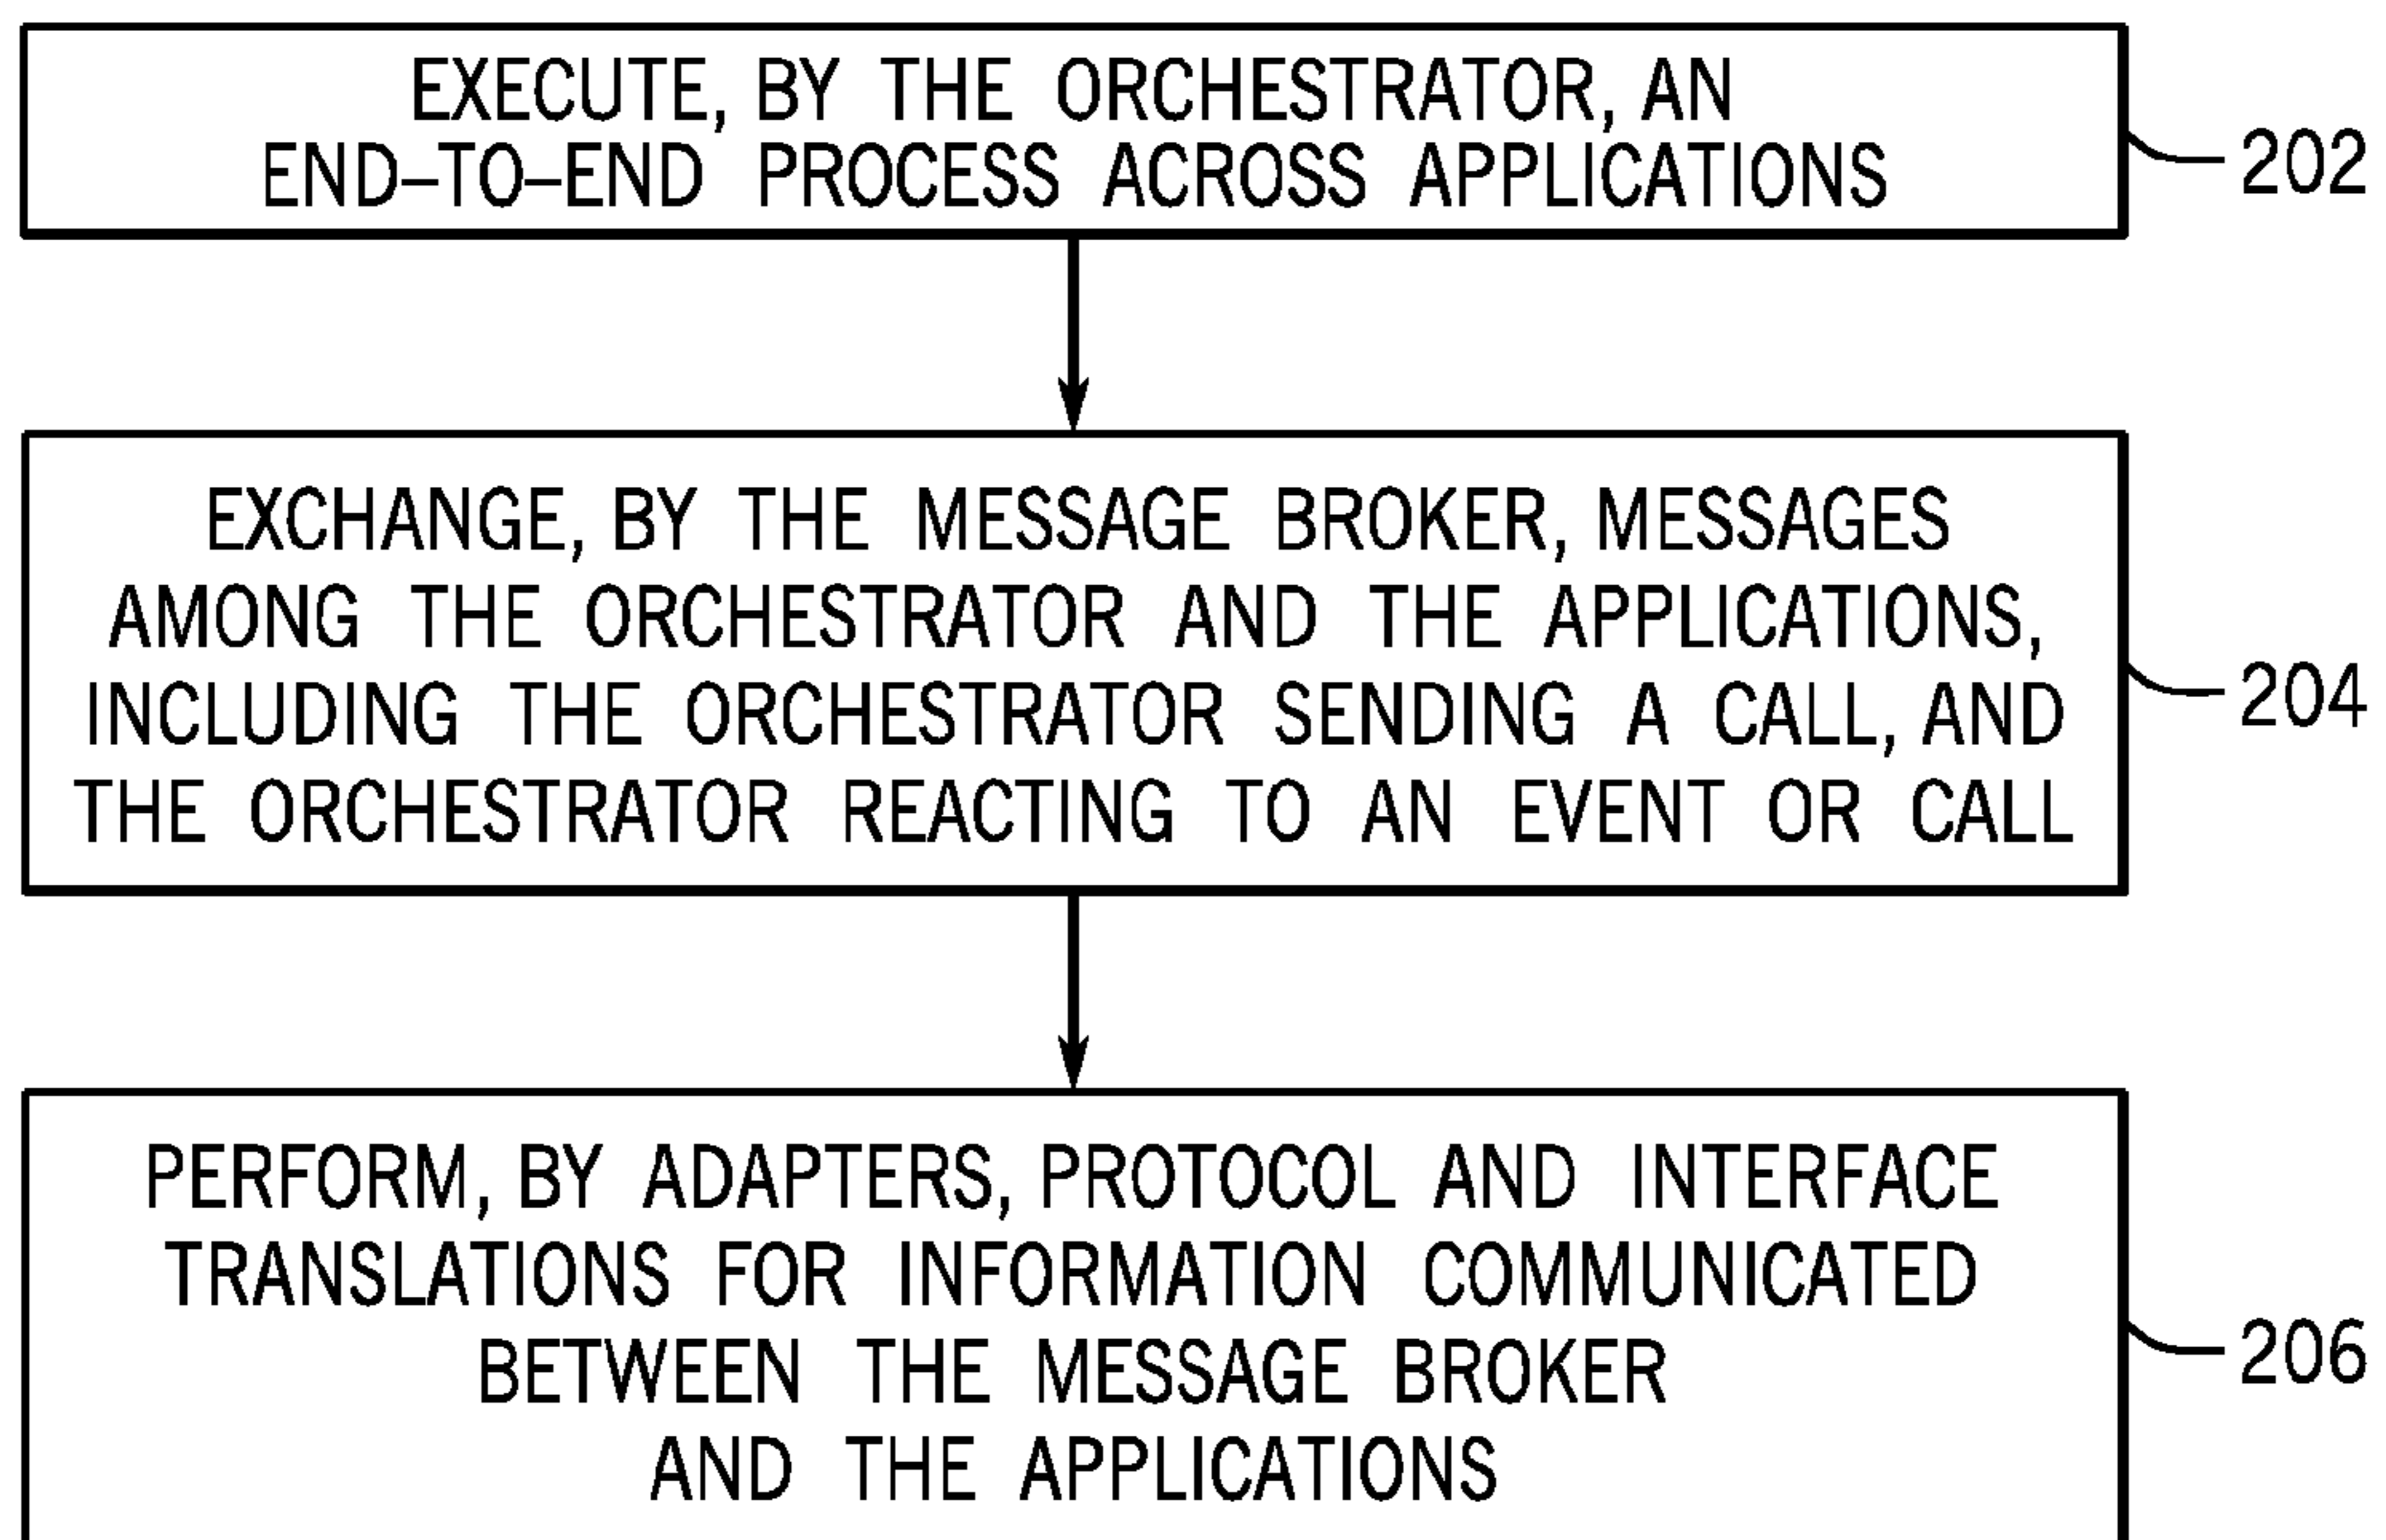 EXECUTE, BY THE ORCHESTRATOR, AN
END–TO–END PROCESS ACROSS APPLICATIONS
202
EXCHANGE, BY THE MESSAGE BROKER, MESSAGES
AMONG THE ORCHESTRATOR AND THE APPLICATIONS,
INCLUDING THE ORCHESTRATOR SENDING A CALL, AND
THE ORCHESTRATOR REACTING TO AN EVENT OR CALL
204
PERFORM, BY ADAPTERS, PROTOCOL AND INTERFACE
TRANSLATIONS FOR INFORMATION COMMUNICATED
BETWEEN THE MESSAGE BROKER
AND THE APPLICATIONS
206